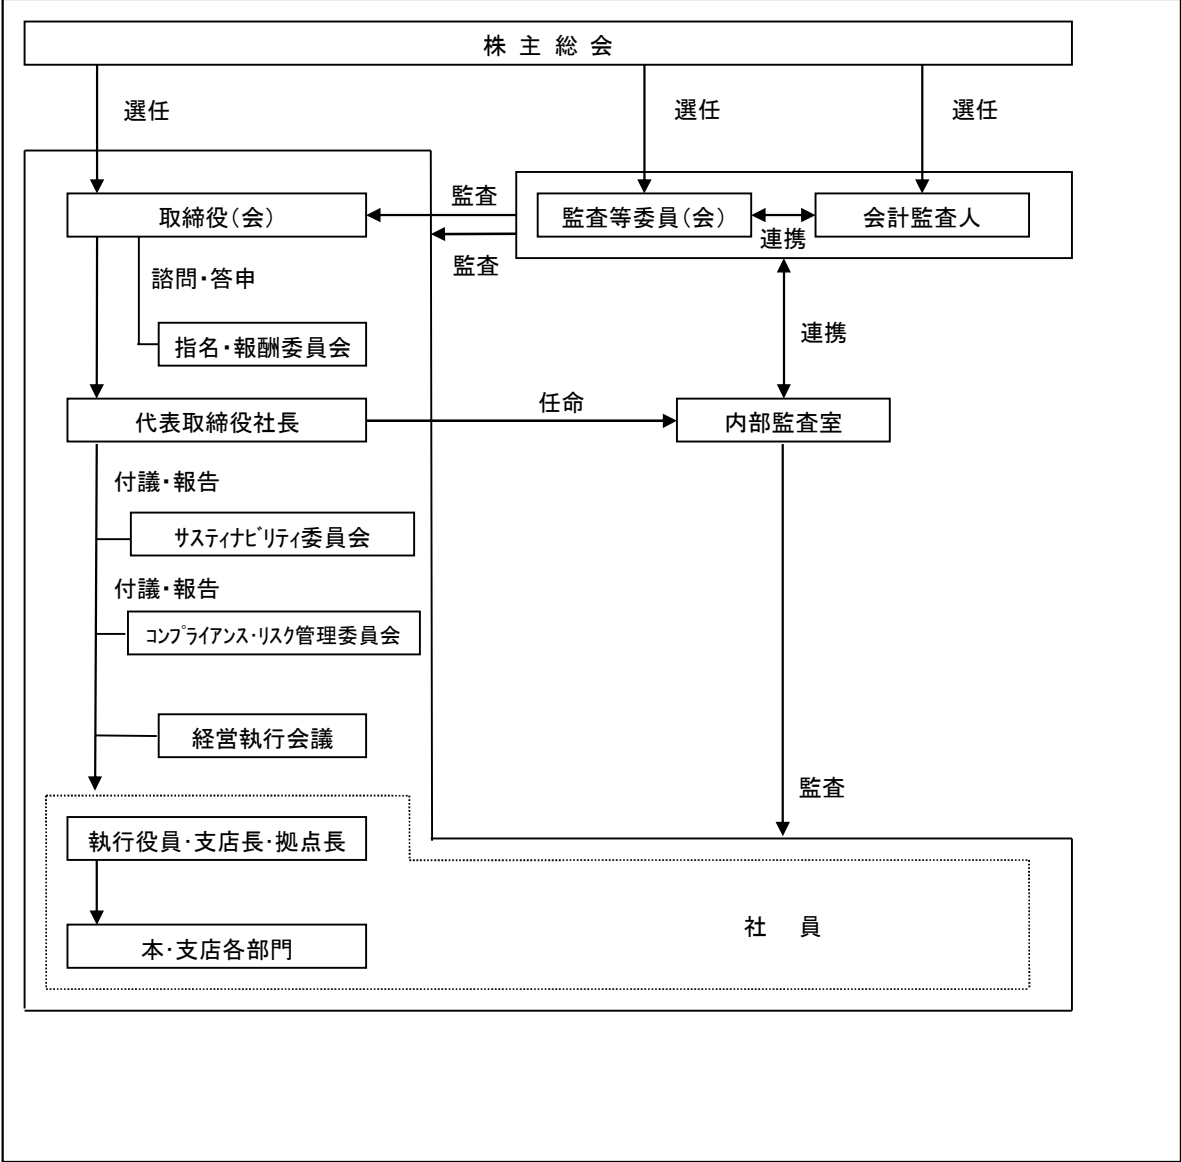 株 主 総 会
選任
選任
選任
取締役（会）
監査
監査等委員（会）
会計監査人
連携
監査
諮問・答申
指名・報酬委員会
連携
代表取締役社長
任命
内部監査室
付議・報告
ｻｽﾃｨﾅﾋﾞﾘﾃｨ委員会
付議・報告
ｺﾝﾌﾟﾗｲｱﾝｽ・ﾘｽｸ管理委員会
経営執行会議
監査
執行役員・支店長・拠点長
社 員
本・支店各部門